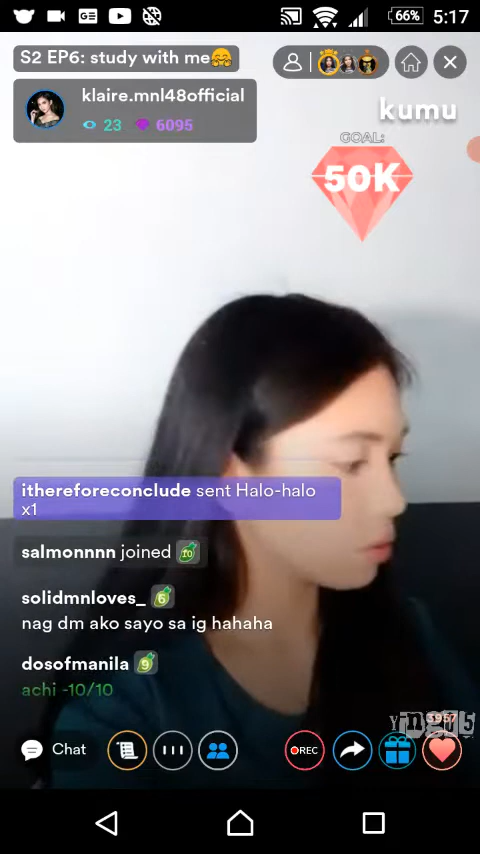 66% 5:17
S2 EP6: study with me🤗
klaire.mnl48official
23 6095
kumu
GOAL:
50K
ithereforeconclude sent Halo-halo
x1
salmonnnn joined 10
solidmnloves_ 6
nag dm ako sayo sa ig hahaha
dosofmanila 9
achi -10/10
3957
Chat
REC